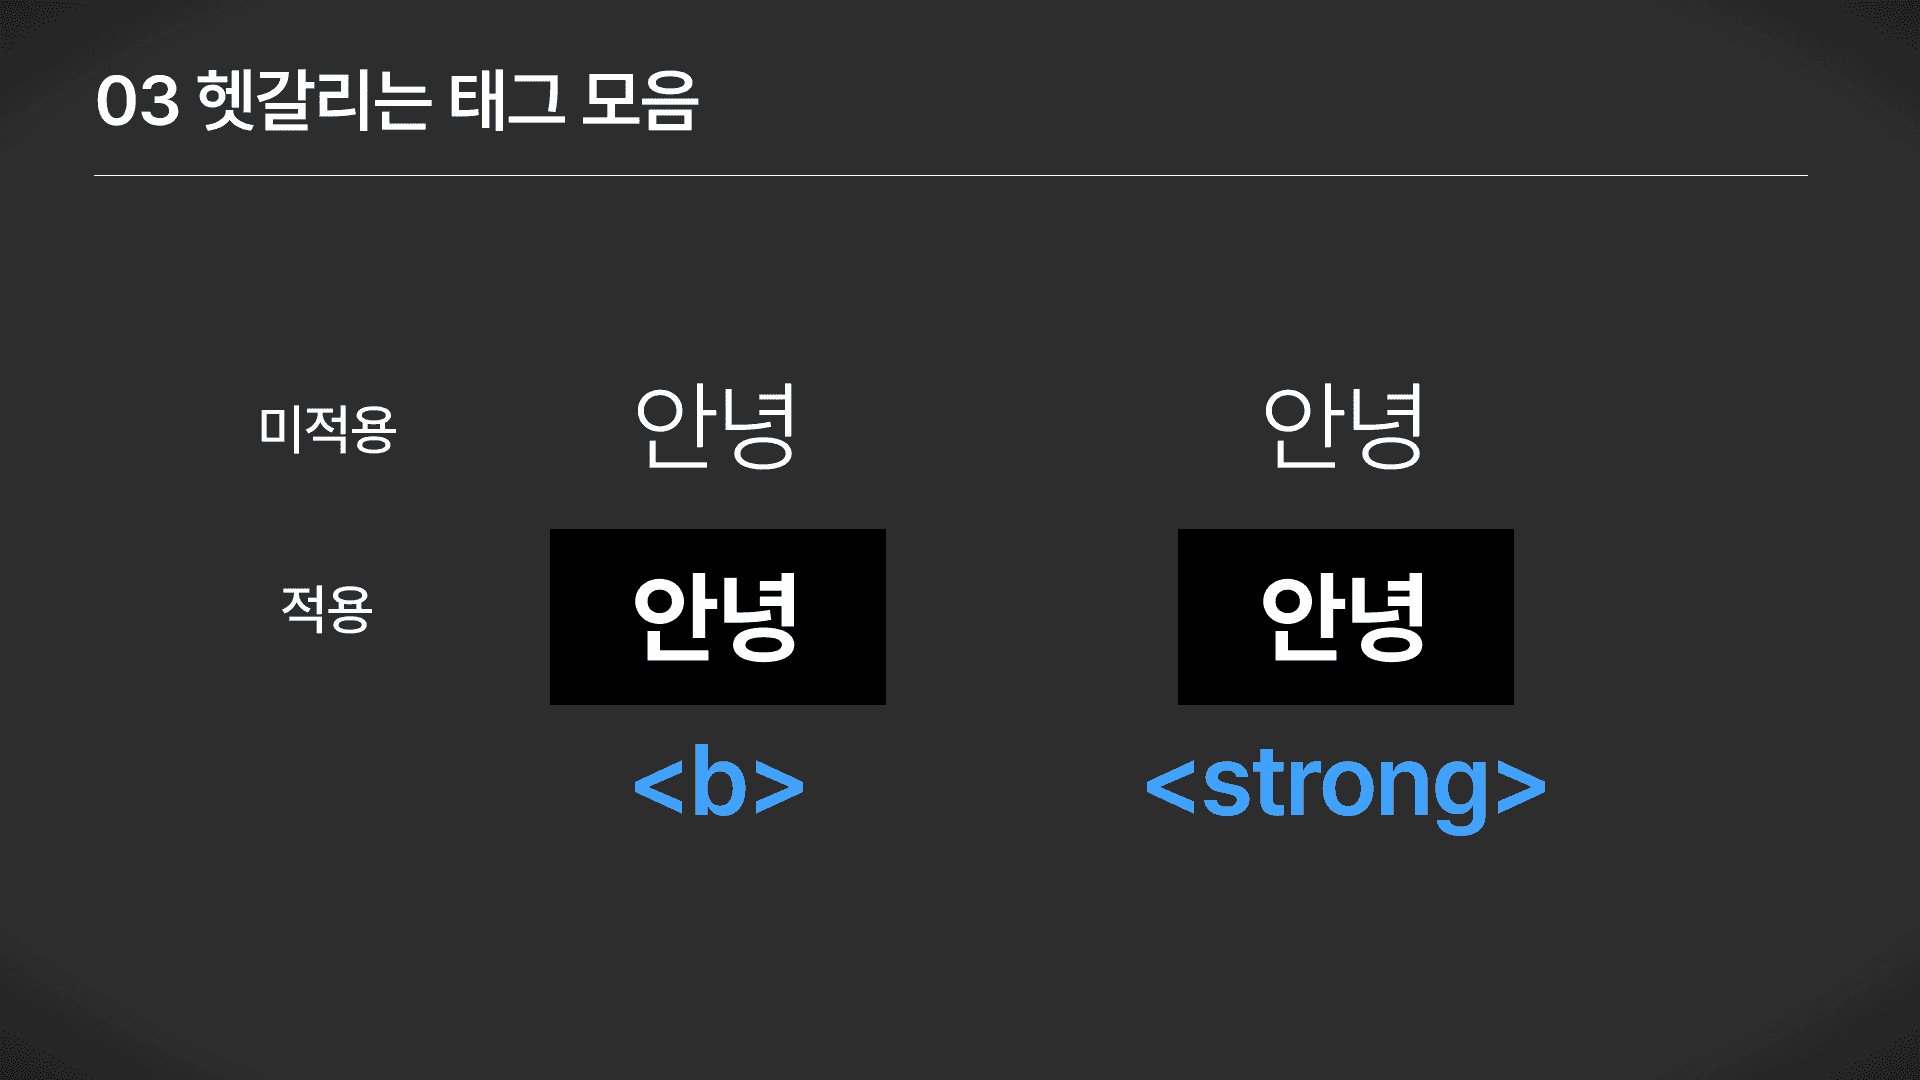 03 헷갈리는 태그 모음
미적용 안녕 안녕
적용 안녕 안녕
<b> <strong>